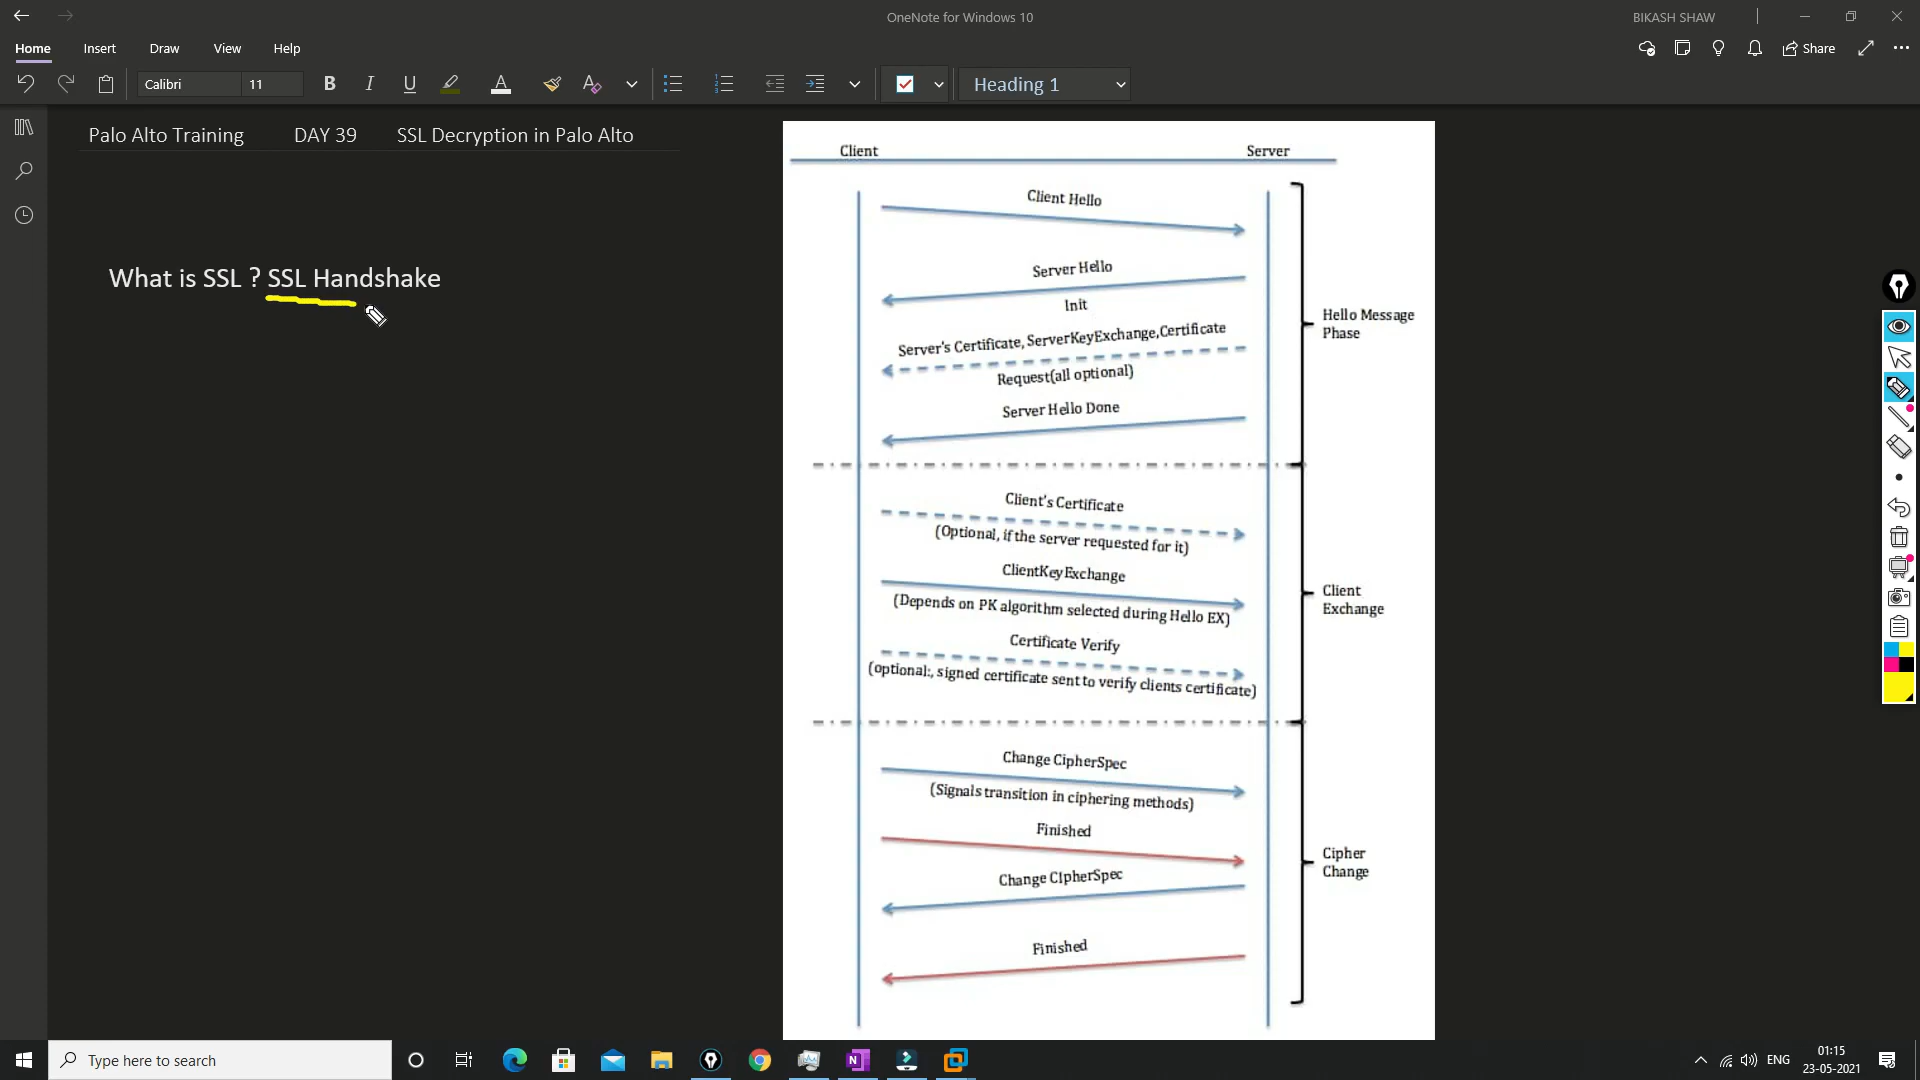 OneNote for Windows 10
BIKASH SHAW
Home Insert Draw View Help
Share
Calibri 11 B I U A A Heading 1
Palo Alto Training DAY 39 SSL Decryption in Palo Alto
What is SSL ? SSL Handshake
Client Server
Client Hello
Server Hello
Init
Server's Certificate, ServerKeyExchange,Certificate
Request(all optional)
Server Hello Done
Hello Message
Phase
Client's Certificate
(Optional, if the server requested for it)
ClientKeyExchange
(Depends on PK algorithm selected during Hello EX)
Certificate Verify
(optional:, signed certificate sent to verify clients certificate)
Client
Exchange
Change CipherSpec
(Signals transition in ciphering methods)
Finished
Change CipherSpec
Finished
Cipher
Change
Type here to search
ENG
01:15
23-05-2021